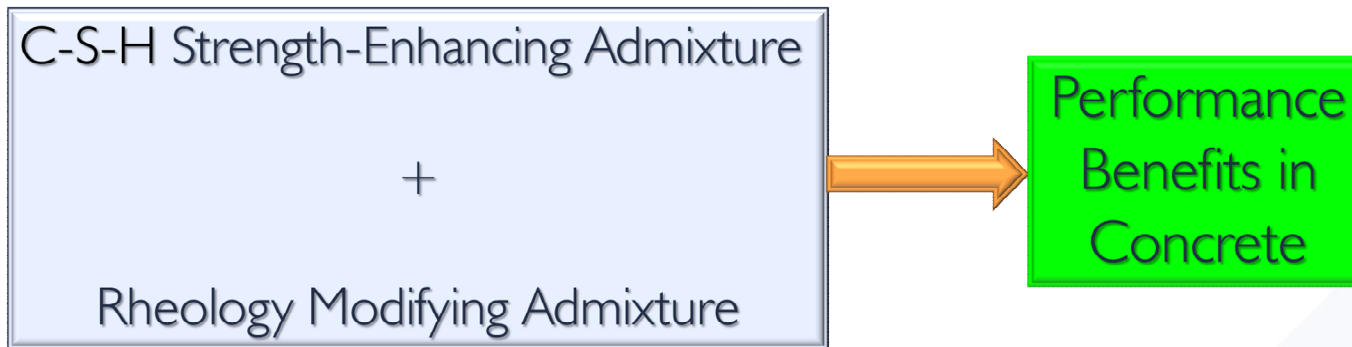 C-S-H Strength-Enhancing Admixture
+
Rheology Modifying Admixture
Performance
Benefits in
Concrete